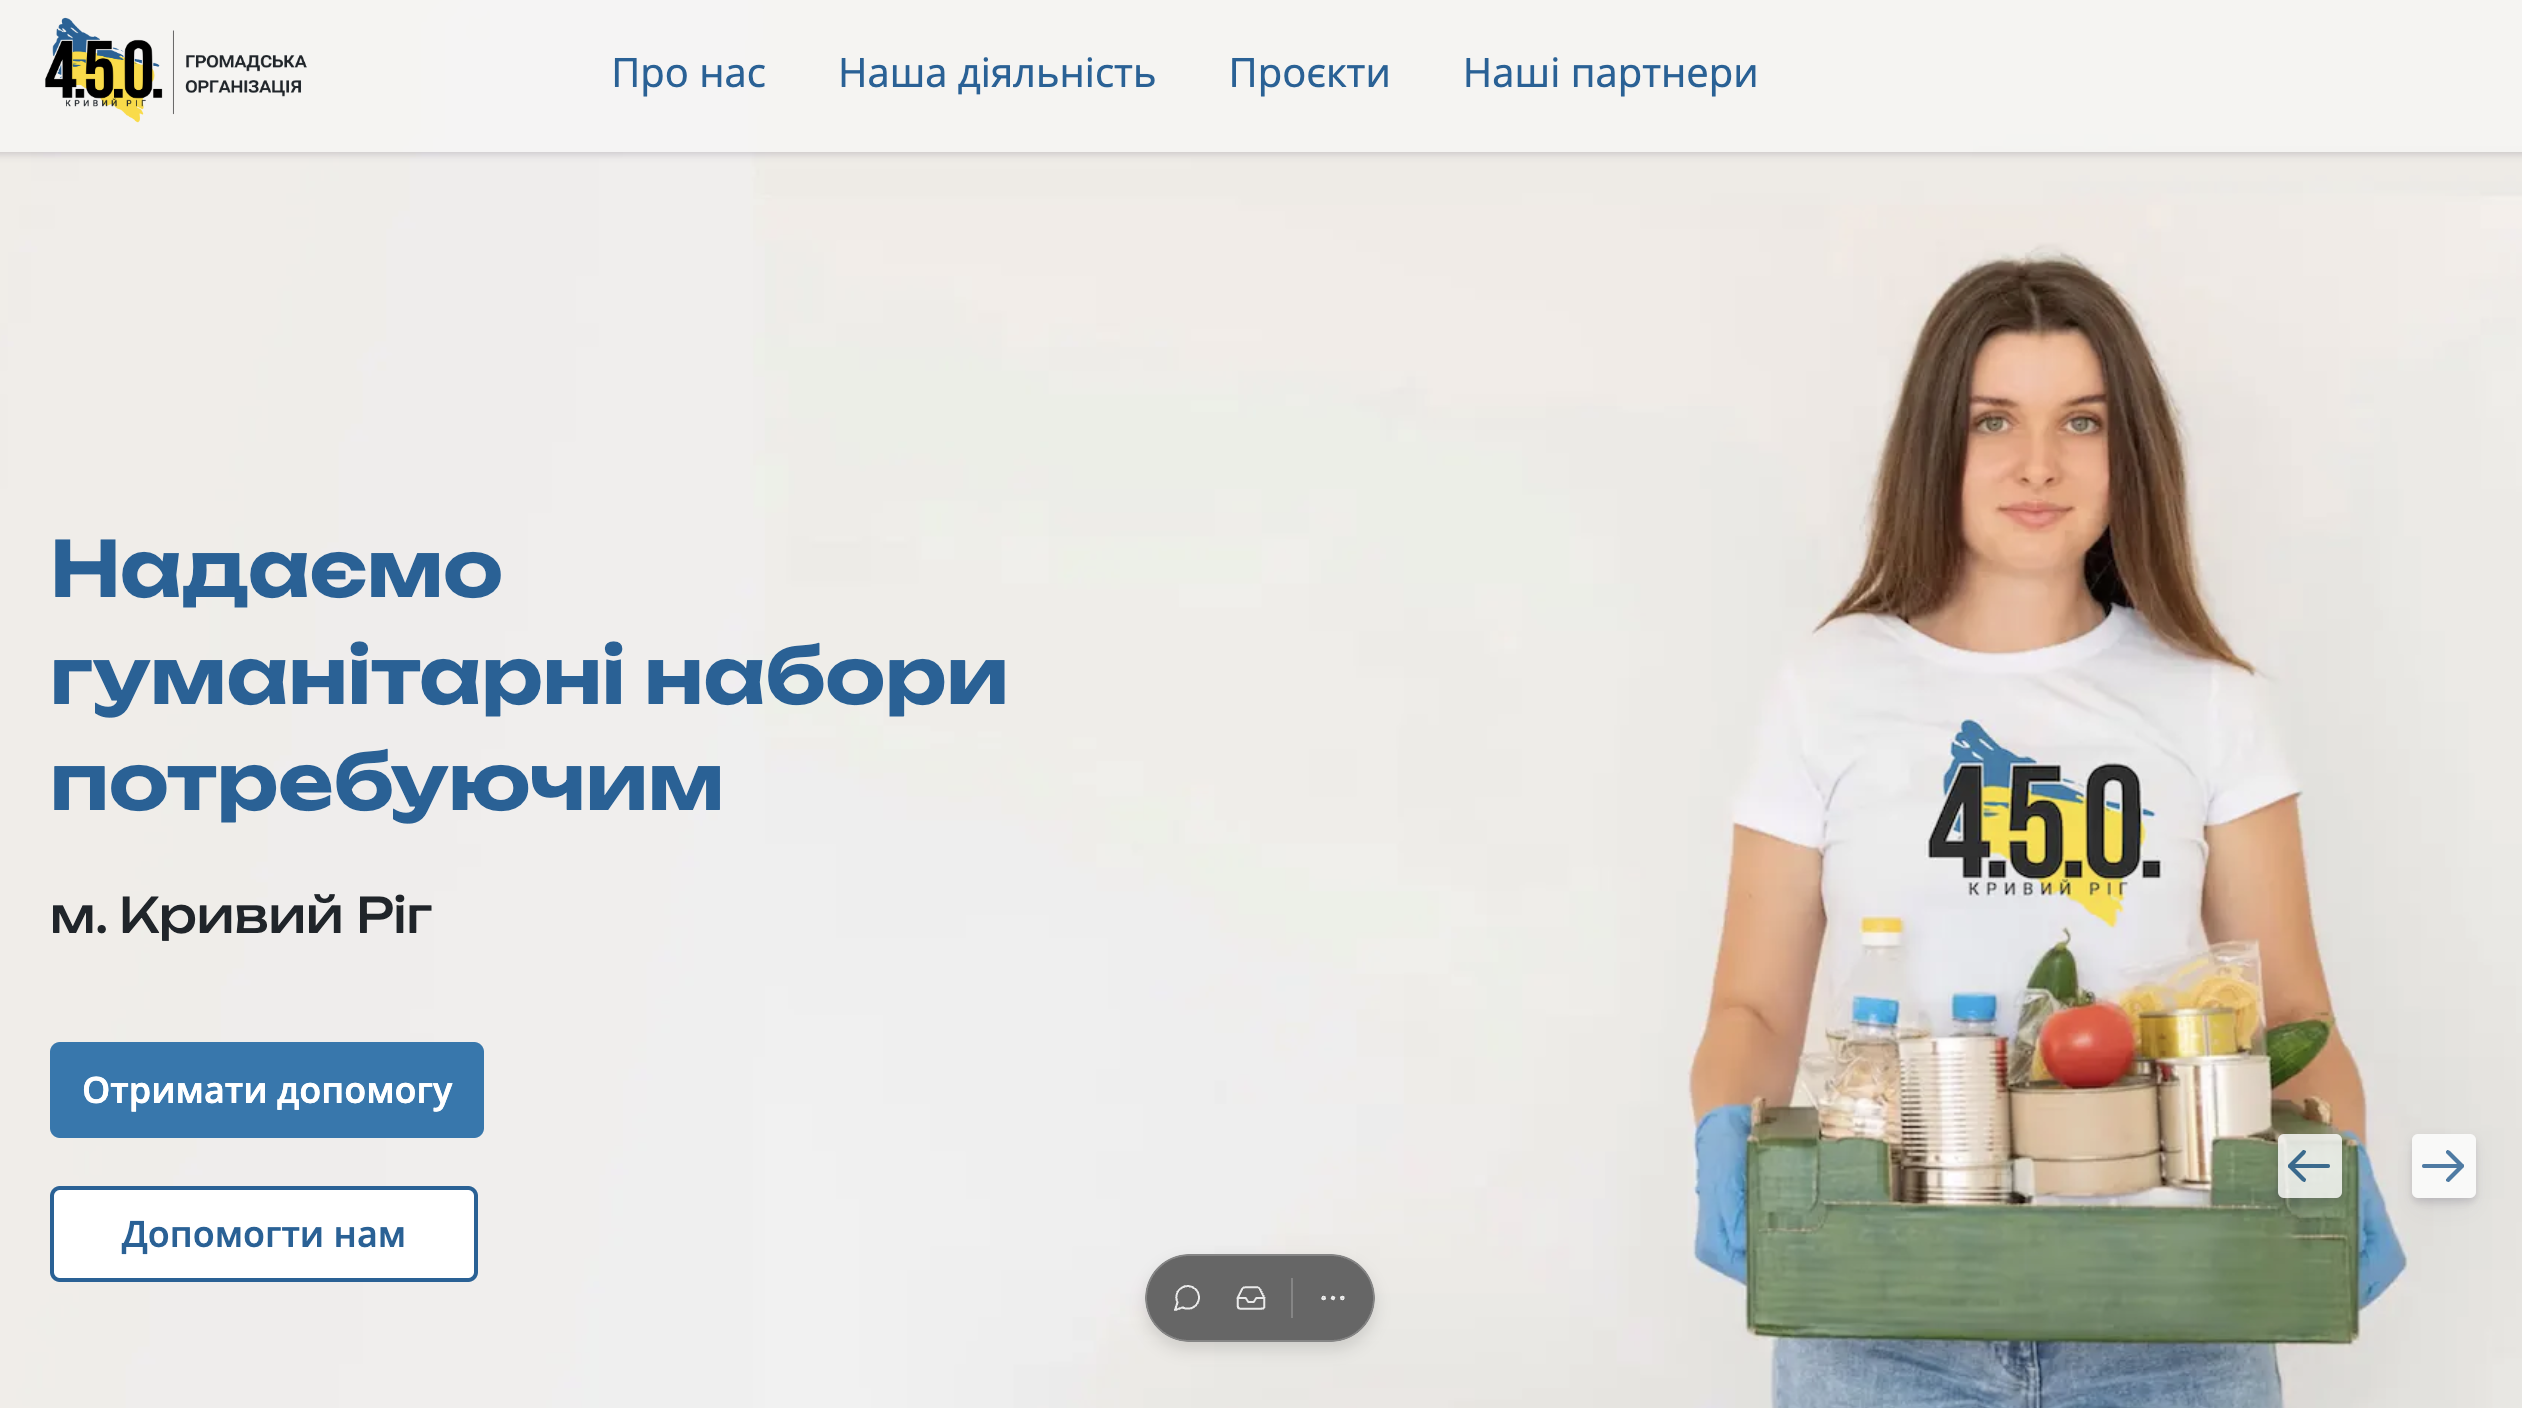 4.5.0.
КРИВИЙ РІГ
ГРОМАДСЬКА
ОРГАНІЗАЦІЯ
Про нас
Наша діяльність
Проєкти
Наші партнери
Надаємо
гуманітарні набори
потребуючим
м. Кривий Ріг
Отримати допомогу
Допомогти нам
4.5.0.
КРИВИЙ РІГ